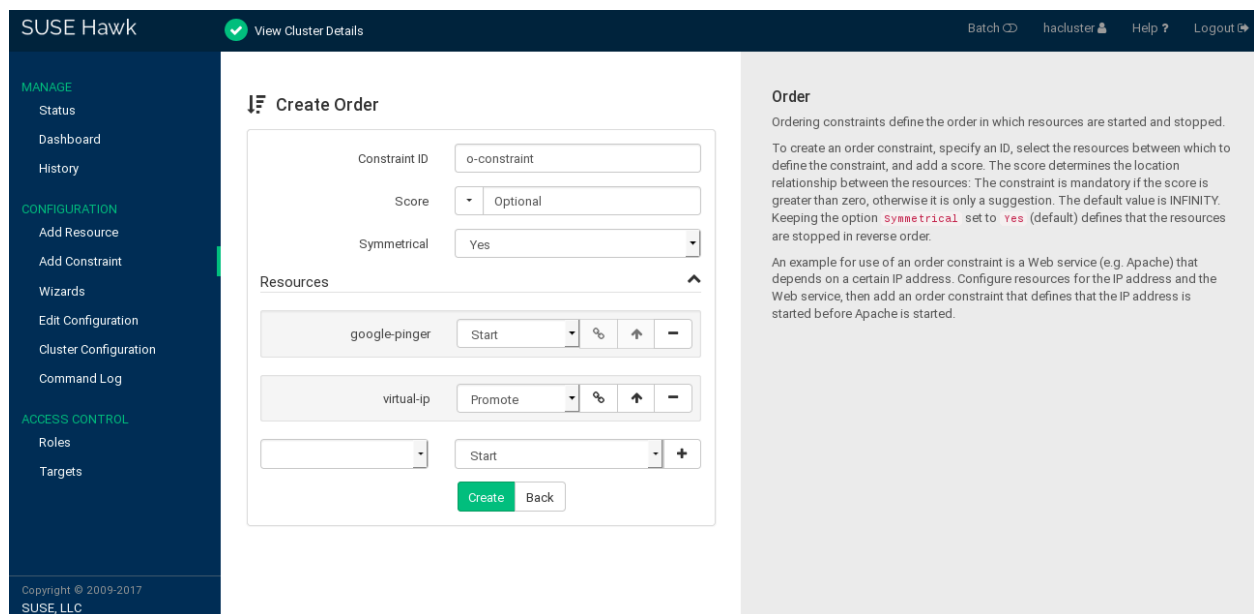 SUSE Hawk
View Cluster Details
Batch
hacluster
Help ?
Logout
MANAGE
Status
Dashboard
History
CONFIGURATION
Add Resource
Add Constraint
Wizards
Edit Configuration
Cluster Configuration
Command Log
ACCESS CONTROL
Roles
Targets
Copyright © 2009-2017
SUSE, LLC
Create Order
Constraint ID o-constraint
Score Optional
Symmetrical Yes
Resources
google-pinger Start
virtual-ip Promote
Start
Create Back
Order
Ordering constraints define the order in which resources are started and stopped.
To create an order constraint, specify an ID, select the resources between which to
define the constraint, and add a score. The score determines the location
relationship between the resources: The constraint is mandatory if the score is
greater than zero, otherwise it is only a suggestion. The default value is INFINITY.
Keeping the option Symmetrical set to Yes (default) defines that the resources
are stopped in reverse order.
An example for use of an order constraint is a Web service (e.g. Apache) that
depends on a certain IP address. Configure resources for the IP address and the
Web service, then add an order constraint that defines that the IP address is
started before Apache is started.